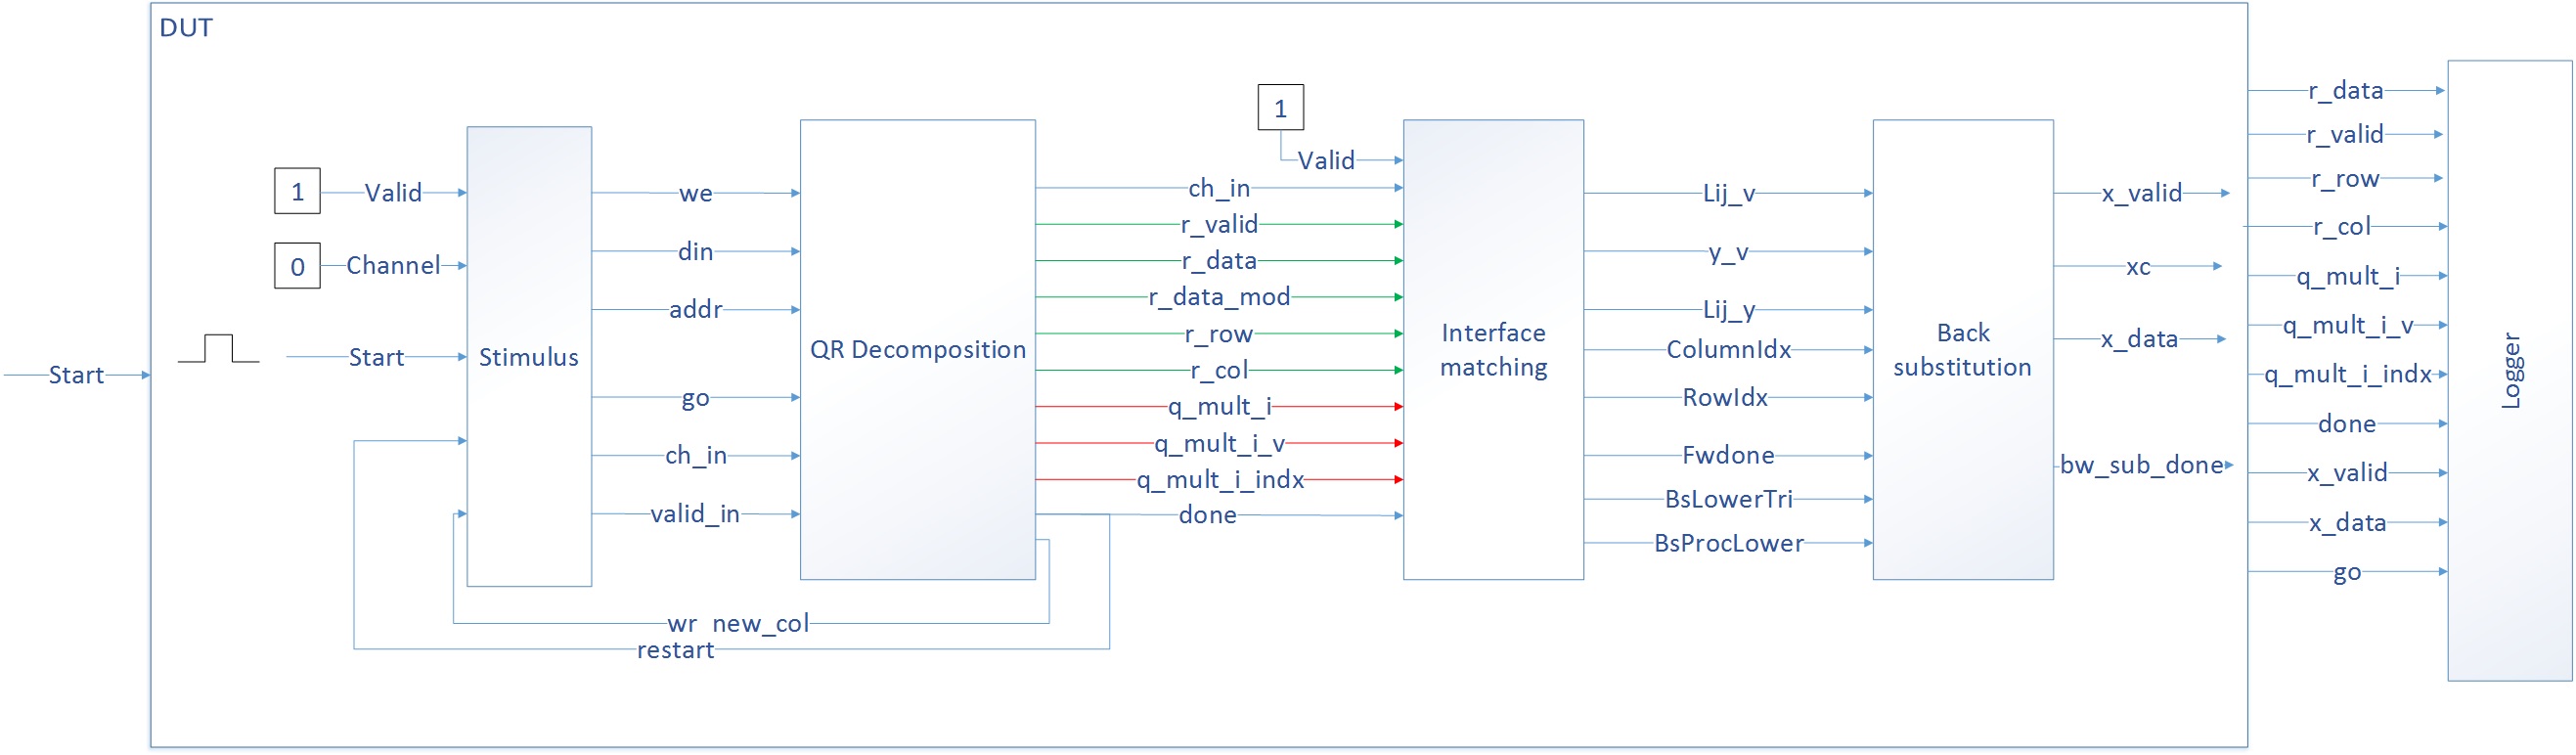 DUT
Start
1
Valid
0
Channel
Start
Stimulus
we
din
addr
go
ch_in
valid_in
QR Decomposition
wr new_col
restart
1
Valid
ch_in
r_valid
r_data
r_data_mod
r_row
r_col
q_mult_i
q_mult_i_v
q_mult_i_indx
done
Interface
matching
Lij_v
y_v
Lij_y
ColumnIdx
RowIdx
Fwdone
BsLowerTri
BsProcLower
Back
substitution
x_valid
xc
x_data
bw_sub_done
r_data
r_valid
r_row
r_col
q_mult_i
q_mult_i_v
q_mult_i_indx
done
x_valid
x_data
go
Logger